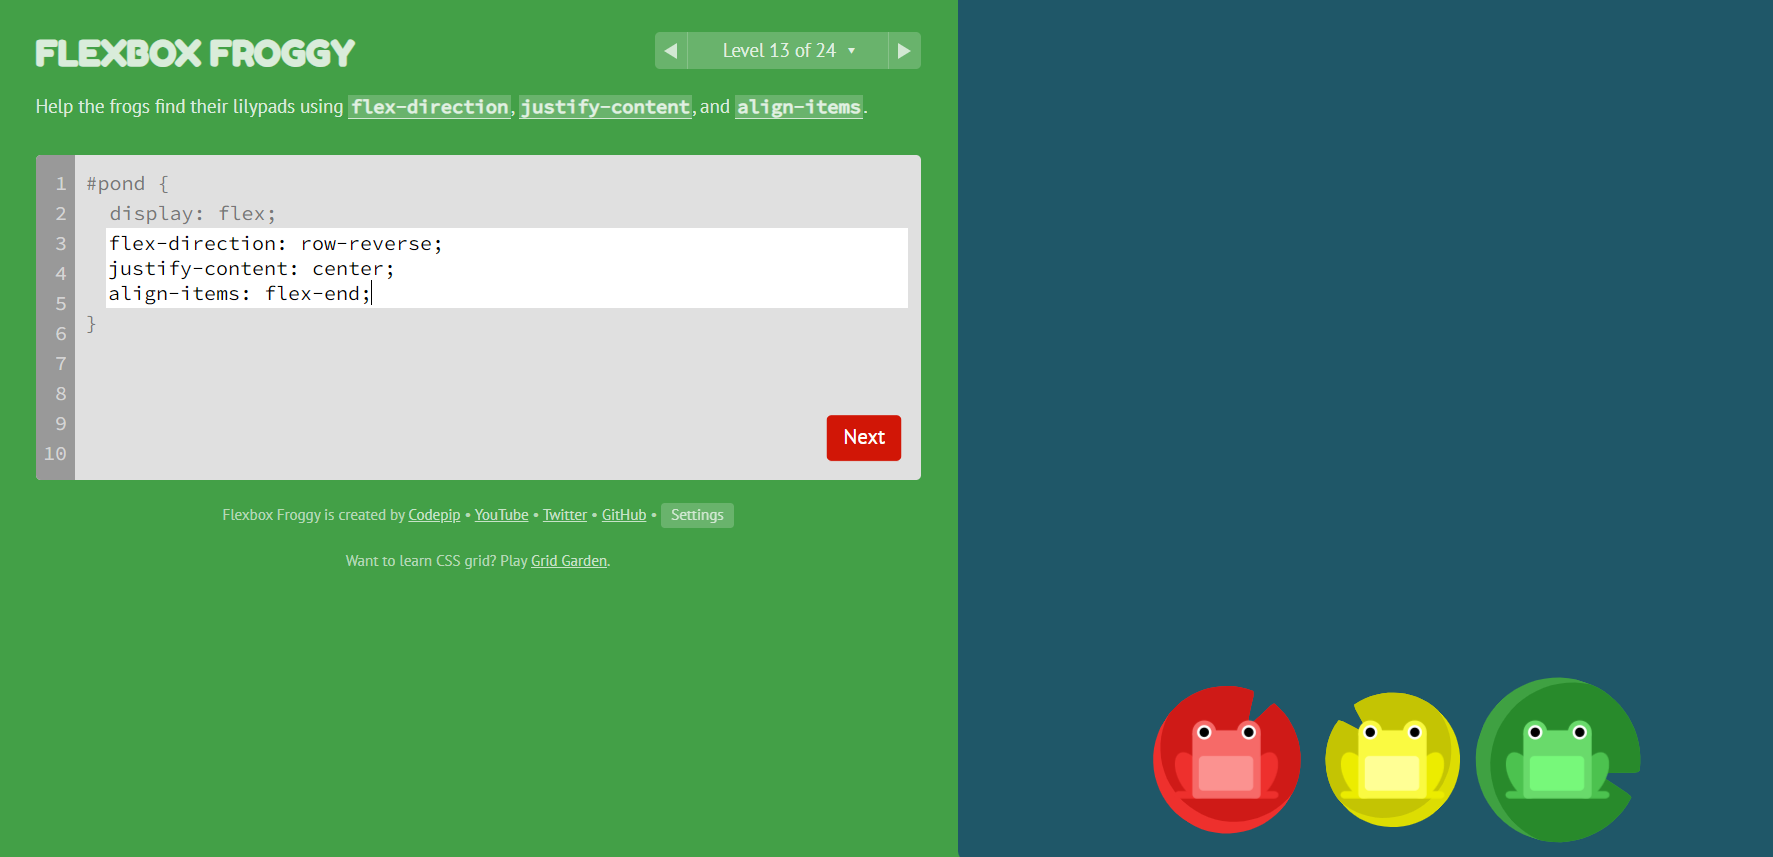 FLEXBOX FROGGY
◀ Level 13 of 24 ▾ ▶
Help the frogs find their lilypads using flex-direction, justify-content, and align-items.
1 #pond {
2 display: flex;
3 flex-direction: row-reverse;
4 justify-content: center;
5 align-items: flex-end;
6 }
7
8
9
10
Next
Flexbox Froggy is created by Codepip • YouTube • Twitter • GitHub • Settings
Want to learn CSS grid? Play Grid Garden.